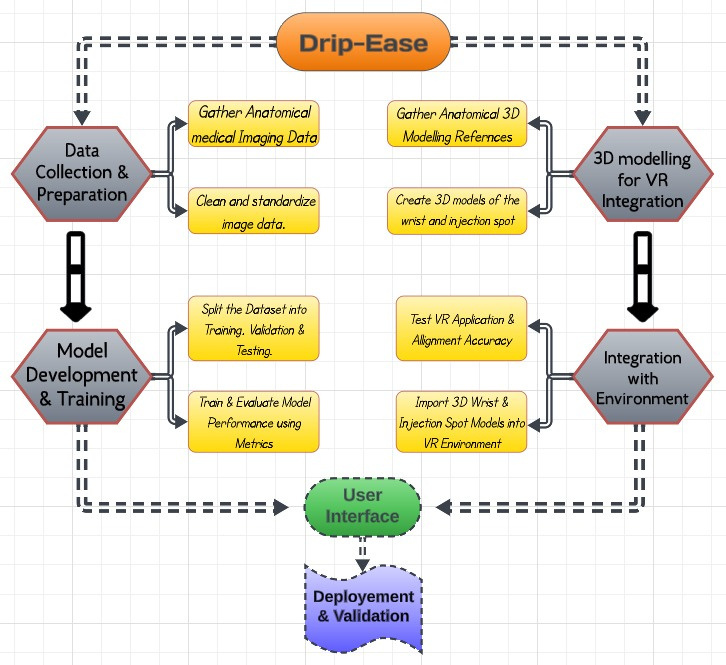 Drip-Ease
Data
Collection &
Preparation
Gather Anatomical
medical Imaging Data
Clean and standardize
image data.
Gather Anatomical 3D
Modelling Refernces
Create 3D models of the
wrist and injection spot
3D modelling
for VR
Integration
Model
Development
& Training
Split the Dataset into
Training, Validation &
Testing.
Train & Evaluate Model
Performance using
Metrics
Test VR Application &
Allignment Accuracy
Import 3D Wrist &
Injection Spot Models into
VR Environment
Integration
with
Environment
User
Interface
Deployement
& Validation